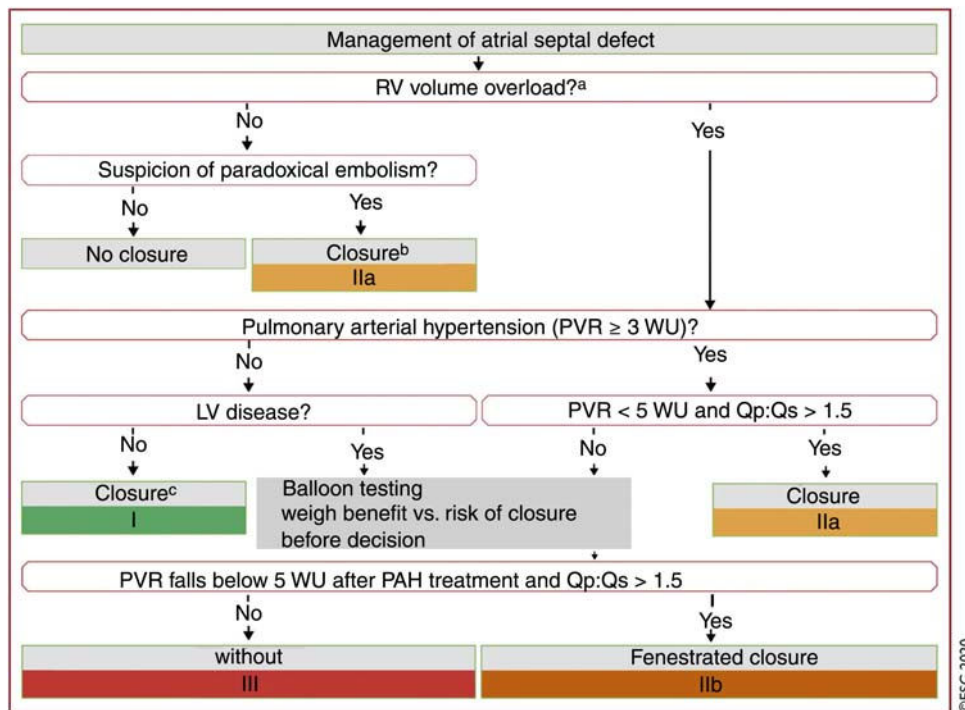 Management of atrial septal defect
RV volume overload?ᵃ
No
Yes
Suspicion of paradoxical embolism?
No
Yes
No closure
Closureᵇ
IIa
Pulmonary arterial hypertension (PVR ≥ 3 WU)?
No
Yes
LV disease?
PVR < 5 WU and Qp:Qs > 1.5
No
Yes
No
Yes
Closureᶜ
I
Balloon testing
weigh benefit vs. risk of closure
before decision
Closure
IIa
PVR falls below 5 WU after PAH treatment and Qp:Qs > 1.5
No
Yes
without
III
Fenestrated closure
IIb
©ESC 2020